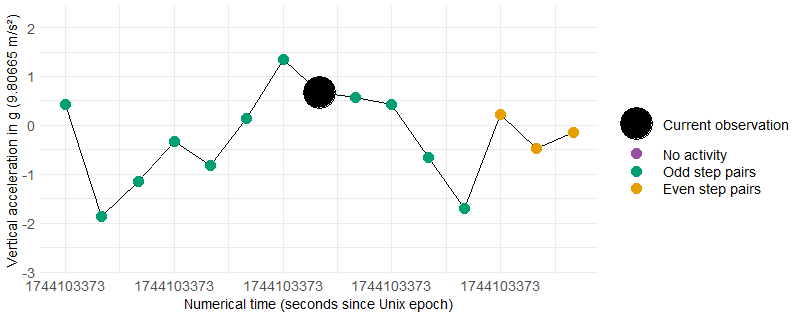 Vertical acceleration in g (9.80665 m/s²)
2
1
0
-1
-2
-3
1744103373 1744103373 1744103373 1744103373 1744103373
Numerical time (seconds since Unix epoch)
Current observation
No activity
Odd step pairs
Even step pairs